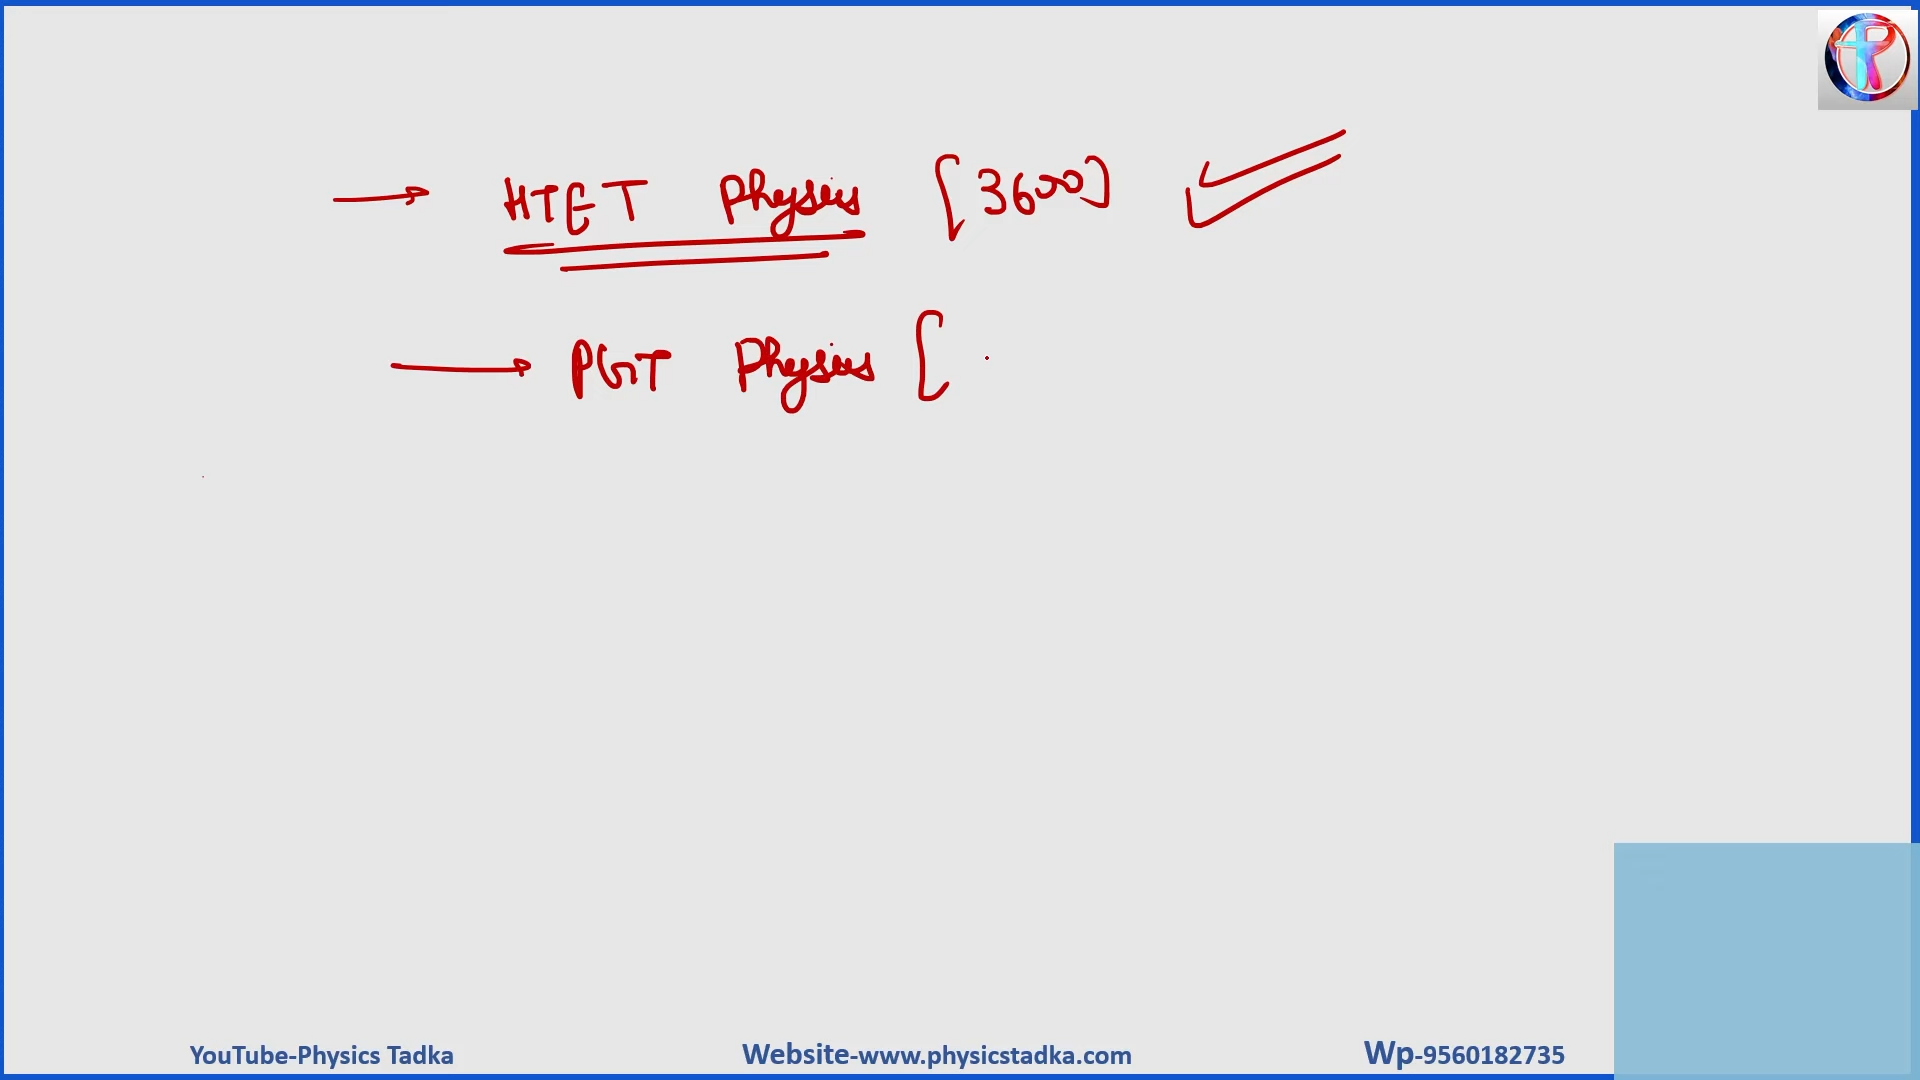 → HTET Physics [3600]
→ PGT Physics [
YouTube-Physics Tadka
Website-www.physicstadka.com
Wp-9560182735